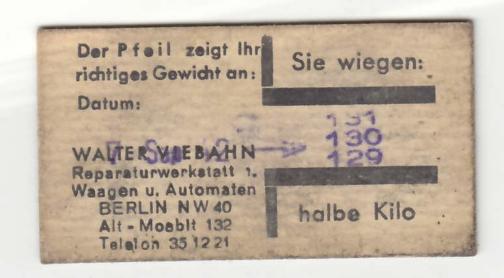 Der Pfeil zeigt Ihr
richtiges Gewicht an:
Datum:
Sie wiegen:
131
130
129
halbe Kilo
WALTER VIEBAHN
Reparaturwerkstatt f.
Waagen u. Automaten
BERLIN NW 40
Alt - Moabit 132
Telefon 35 12 21